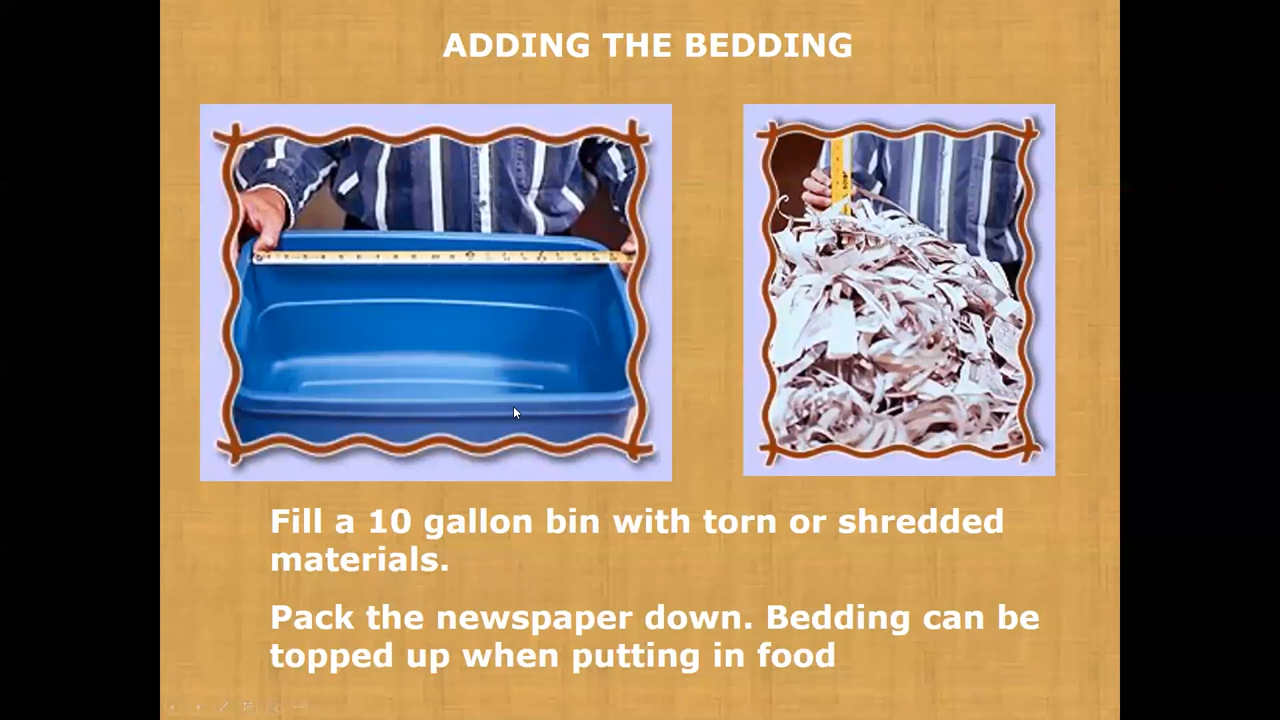 ADDING THE BEDDING
Fill a 10 gallon bin with torn or shredded
materials.
Pack the newspaper down. Bedding can be
topped up when putting in food